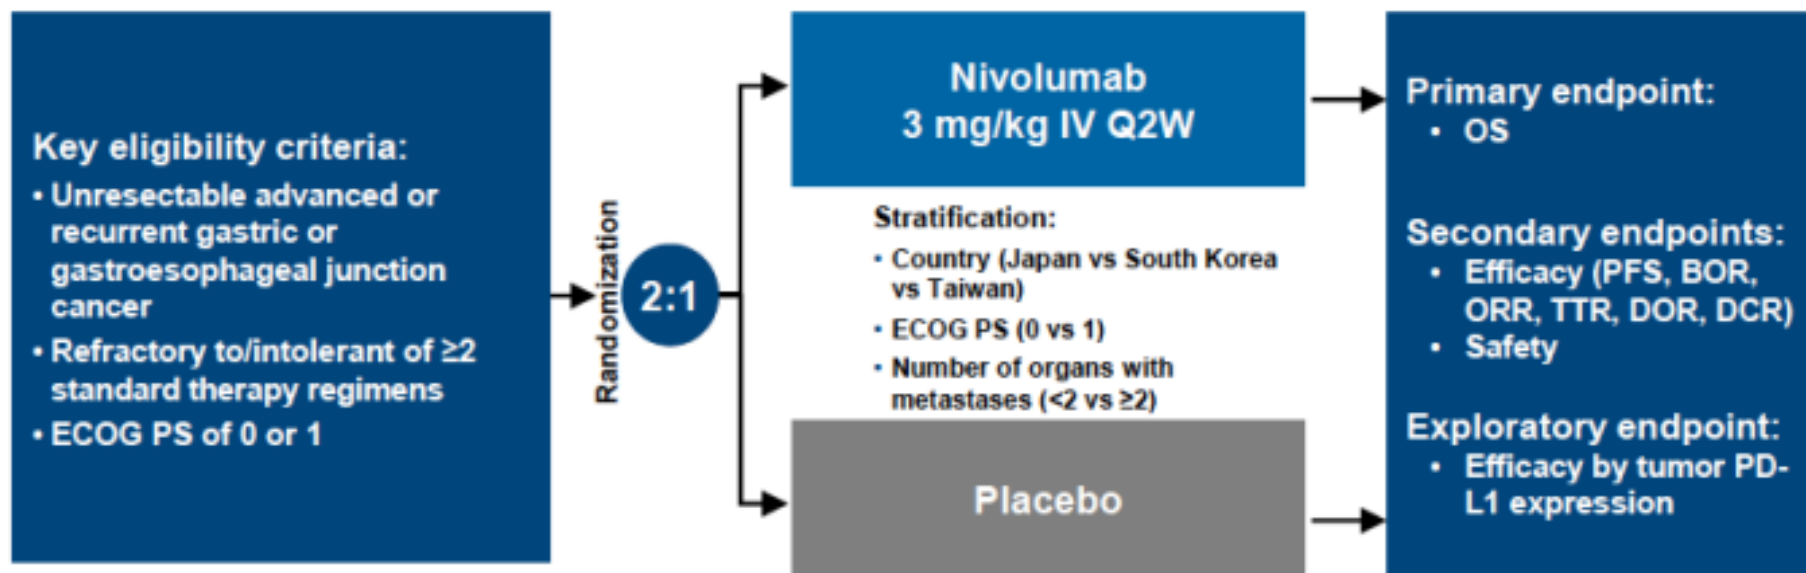 Key eligibility criteria:
• Unresectable advanced or
recurrent gastric or
gastroesophageal junction
cancer
• Refractory to/intolerant of ≥2
standard therapy regimens
• ECOG PS of 0 or 1
Randomization
2:1
Nivolumab
3 mg/kg IV Q2W
Stratification:
• Country (Japan vs South Korea
vs Taiwan)
• ECOG PS (0 vs 1)
• Number of organs with
metastases (<2 vs ≥2)
Placebo
Primary endpoint:
• OS
Secondary endpoints:
• Efficacy (PFS, BOR,
ORR, TTR, DOR, DCR)
• Safety
Exploratory endpoint:
• Efficacy by tumor PD-
L1 expression